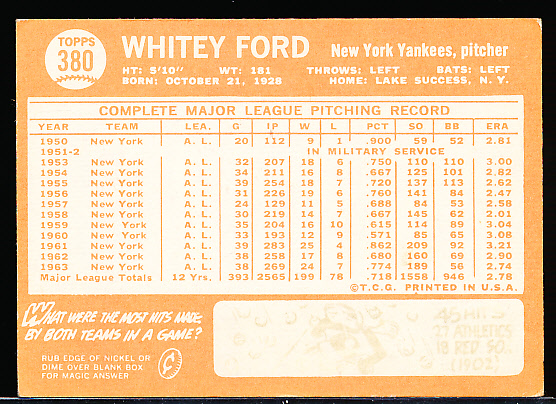 TOPPS
380
WHITEY FORD
New York Yankees, pitcher
HT: 5'10" WT: 181 THROWS: LEFT BATS: LEFT
BORN: OCTOBER 21, 1928 HOME: LAKE SUCCESS, N. Y.
COMPLETE MAJOR LEAGUE PITCHING RECORD
YEAR TEAM LEA. G IP W L PCT SO BB ERA
1950 New York A. L. 20 112 9 1 .900 59 52 2.81
1951-2 IN MILITARY SERVICE
1953 New York A. L. 32 207 18 6 .750 110 110 3.00
1954 New York A. L. 34 211 16 8 .667 125 101 2.82
1955 New York A. L. 39 254 18 7 .720 137 113 2.62
1956 New York A. L. 31 226 19 6 .760 141 84 2.47
1957 New York A. L. 24 129 11 5 .688 84 53 2.58
1958 New York A. L. 30 219 14 7 .667 145 62 2.01
1959 New York A. L. 35 204 16 10 .615 114 89 3.04
1960 New York A. L. 33 193 12 9 .571 85 65 3.08
1961 New York A. L. 39 283 25 4 .862 209 92 3.21
1962 New York A. L. 38 258 17 8 .680 160 69 2.90
1963 New York A. L. 38 269 24 7 .774 189 56 2.74
Major League Totals 12 Yrs. 393 2565 199 78 .718 1558 946 2.78
©T.C.G. PRINTED IN U.S.A.
WHAT WERE THE MOST HITS MADE
BY BOTH TEAMS IN A GAME?
RUB EDGE OF NICKEL OR
DIME OVER BLANK BOX
FOR MAGIC ANSWER
45 HITS
27 ATHLETICS
18 RED SO
(1902)